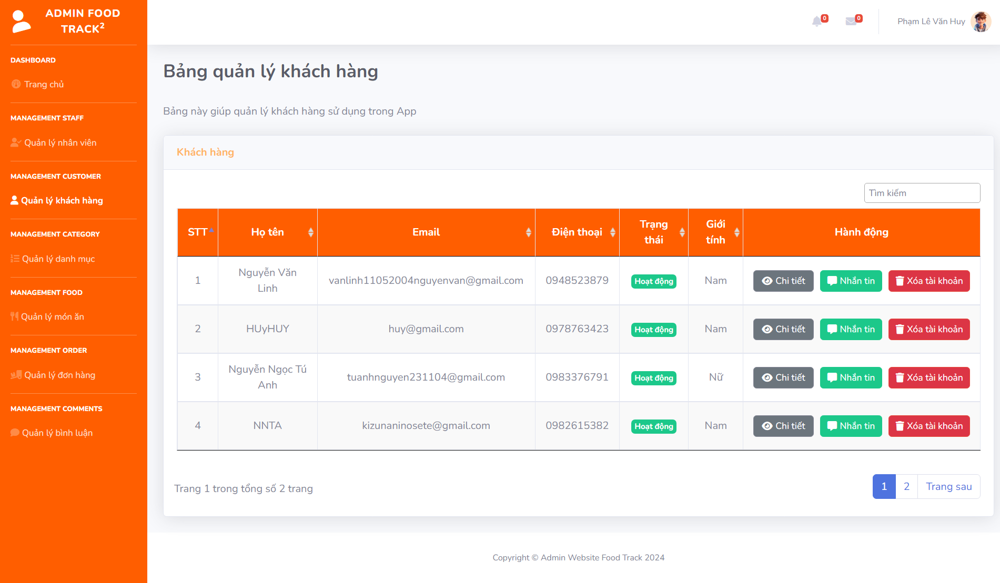 ADMIN FOOD
TRACK²
DASHBOARD
Trang chủ
MANAGEMENT STAFF
Quản lý nhân viên
MANAGEMENT CUSTOMER
Quản lý khách hàng
MANAGEMENT CATEGORY
Quản lý danh mục
MANAGEMENT FOOD
Quản lý món ăn
MANAGEMENT ORDER
Quản lý đơn hàng
MANAGEMENT COMMENTS
Quản lý bình luận
0 0 Phạm Lê Văn Huy
Bảng quản lý khách hàng
Bảng này giúp quản lý khách hàng sử dụng trong App
Khách hàng
Tìm kiếm
STT Họ tên Email Điện thoại Trạng thái Giới tính Hành động
1 Nguyễn Văn Linh vanlinh11052004nguyenvan@gmail.com 0948523879 Hoạt động Nam Chi tiết Nhắn tin Xóa tài khoản
2 HUyHUY huy@gmail.com 0978763423 Hoạt động Nam Chi tiết Nhắn tin Xóa tài khoản
3 Nguyễn Ngọc Tú Anh tuanhnguyen231104@gmail.com 0983376791 Hoạt động Nữ Chi tiết Nhắn tin Xóa tài khoản
4 NNTA kizunaninosete@gmail.com 0982615382 Hoạt động Nam Chi tiết Nhắn tin Xóa tài khoản
Trang 1 trong tổng số 2 trang
1 2 Trang sau
Copyright © Admin Website Food Track 2024